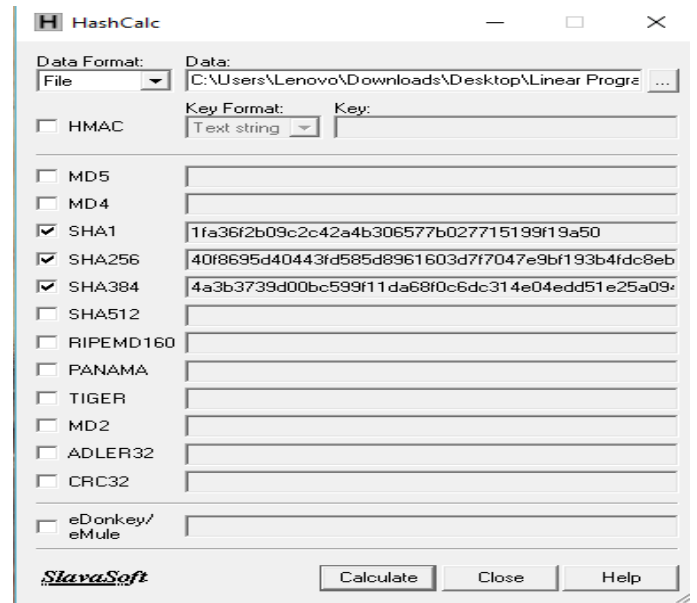 HashCalc
Data Format: Data:
File C:\Users\Lenovo\Downloads\Desktop\Linear Progra ...
Key Format: Key:
HMAC Text string
MD5
MD4
SHA1 1fa36f2b09c2c42a4b306577b027715199f19a50
SHA256 40f8695d40443fd585d8961603d7f7047e9bf193b4fdc8eb
SHA384 4a3b3739d00bc599f11da68f0c6dc314e04edd51e25a094
SHA512
RIPEMD160
PANAMA
TIGER
MD2
ADLER32
CRC32
eDonkey/
eMule
SlavaSoft Calculate Close Help